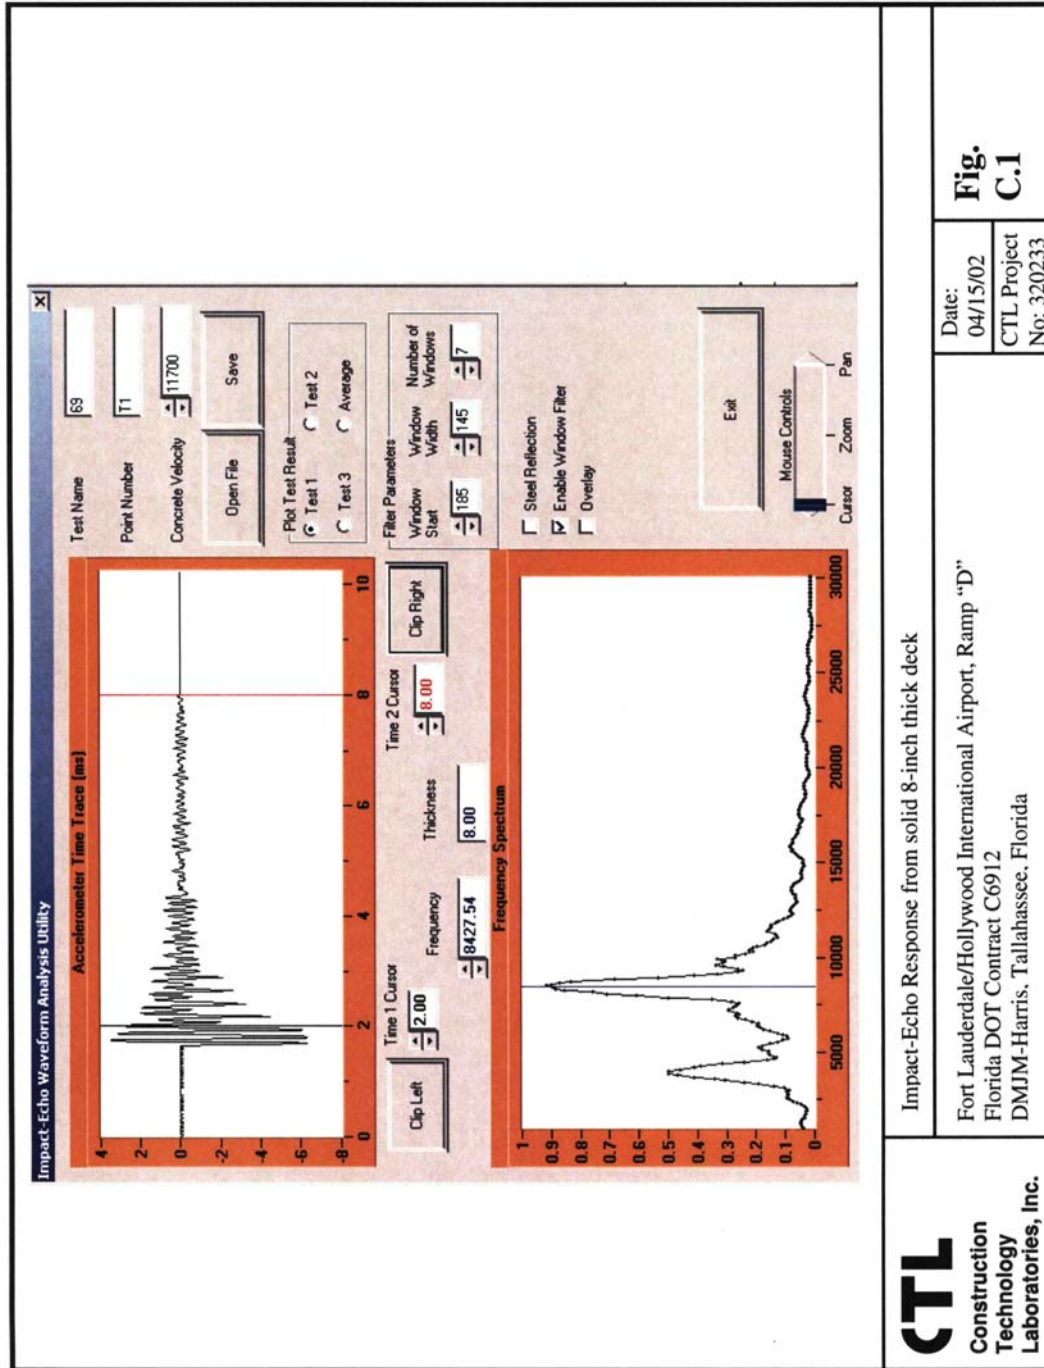 Impact-Echo Waveform Analysis Utility
X
Accelerometer Time Trace (ms)
4
2
0
-2
-4
-6
-8
0
2
4
6
8
10
Test Name
69
Point Number
T1
Concrete Velocity
11700
Open File
Save
Plot Test Result
Test 1
Test 2
Test 3
Average
Filter Parameters
Window Start
Window Width
Number of Windows
185
145
7
Steel Reflection
Enable Window Filter
Overlay
Exit
Mouse Controls
Cursor
Zoom
Pan
Clip Left
Time 1 Cursor
2.00
Frequency
8427.54
Thickness
8.00
Time 2 Cursor
8.00
Clip Right
Frequency Spectrum
1
0.9
0.8
0.7
0.6
0.5
0.4
0.3
0.2
0.1
0
5000
10000
15000
20000
25000
30000
CTL
Construction
Technology
Laboratories, Inc.
Impact-Echo Response from solid 8-inch thick deck
Fort Lauderdale/Hollywood International Airport, Ramp “D”
Florida DOT Contract C6912
DMJM-Harris, Tallahassee, Florida
Date:
04/15/02
CTL Project
No: 320233
Fig.
C.1